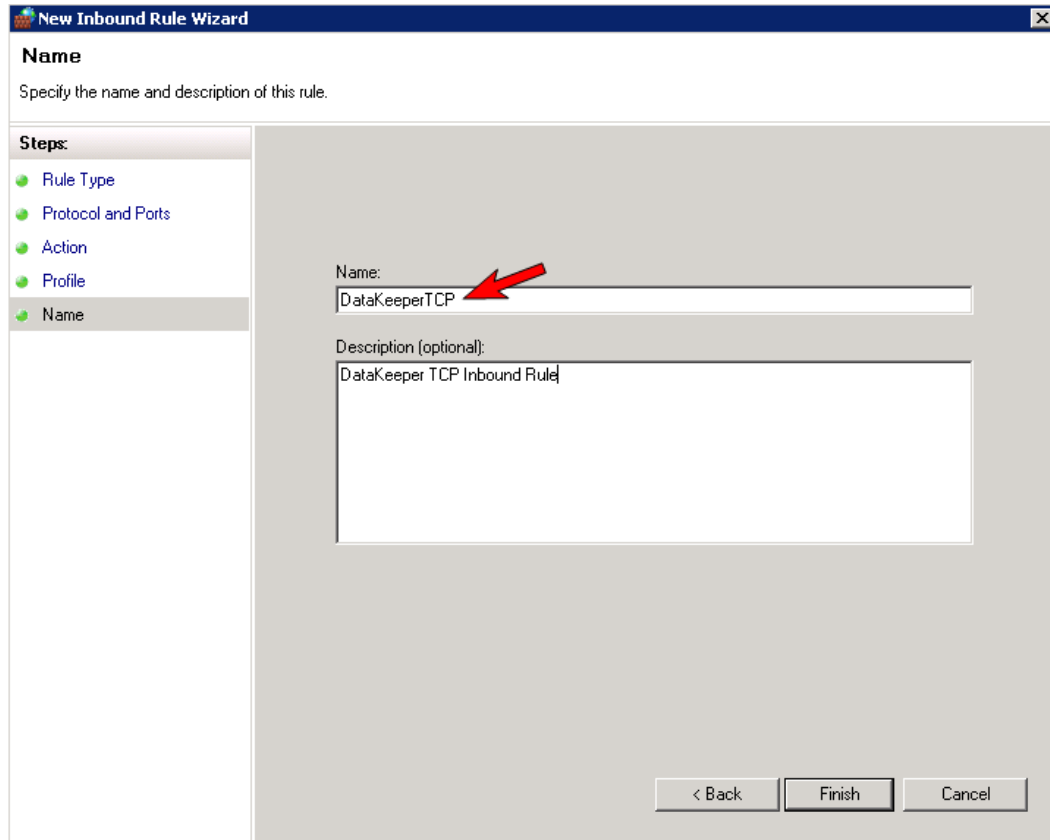 New Inbound Rule Wizard
Name
Specify the name and description of this rule.
Steps:
Rule Type
Protocol and Ports
Action
Profile
Name
Name:
DataKeeperTCP
Description (optional):
DataKeeper TCP Inbound Rule
< Back
Finish
Cancel